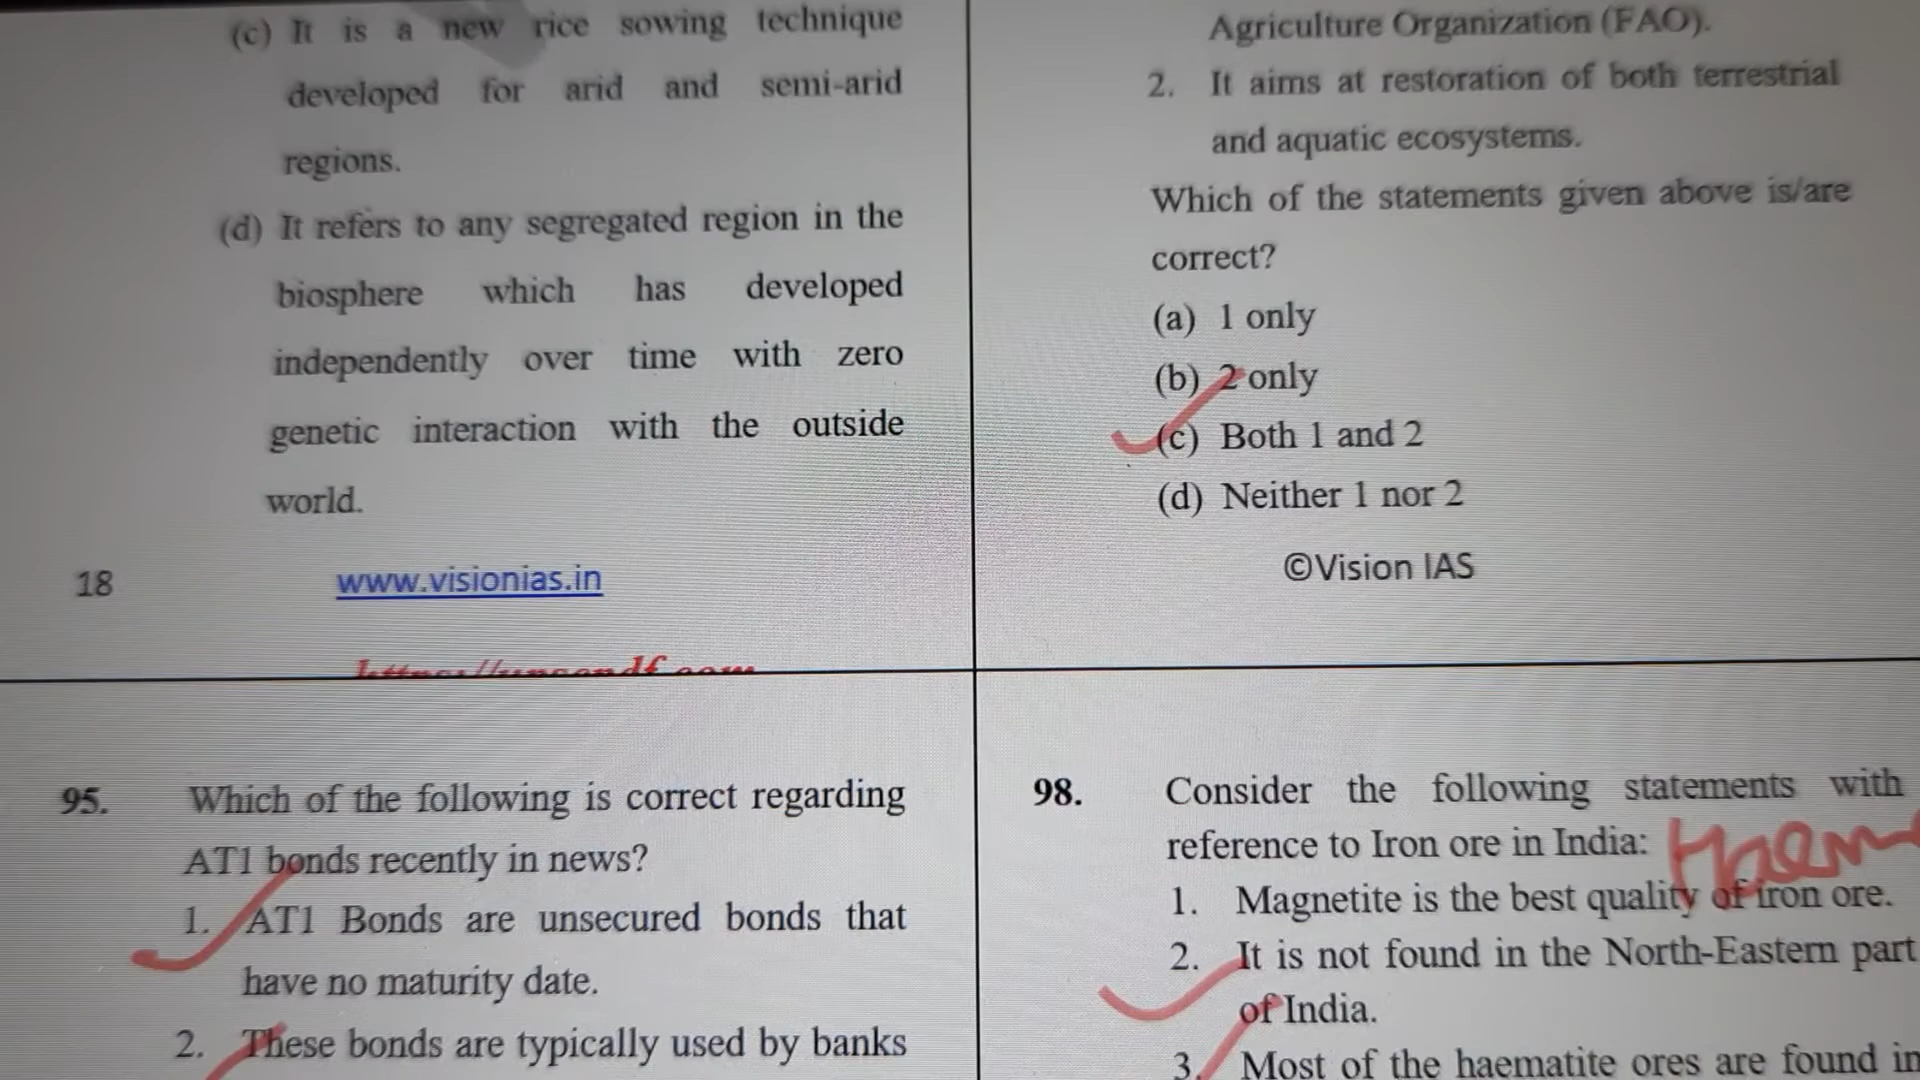 (c) It is a new rice sowing technique
developed for arid and semi-arid
regions.
(d) It refers to any segregated region in the
biosphere which has developed
independently over time with zero
genetic interaction with the outside
world.
18 www.visionias.in
Agriculture Organization (FAO).
2. It aims at restoration of both terrestrial
and aquatic ecosystems.
Which of the statements given above is/are
correct?
(a) 1 only
(b) 2 only
(c) Both 1 and 2
(d) Neither 1 nor 2
©Vision IAS
95. Which of the following is correct regarding
AT1 bonds recently in news?
1. AT1 Bonds are unsecured bonds that
have no maturity date.
2. These bonds are typically used by banks
98. Consider the following statements with
reference to Iron ore in India:
Haem
1. Magnetite is the best quality of iron ore.
2. It is not found in the North-Eastern part
of India.
3. Most of the haematite ores are found in